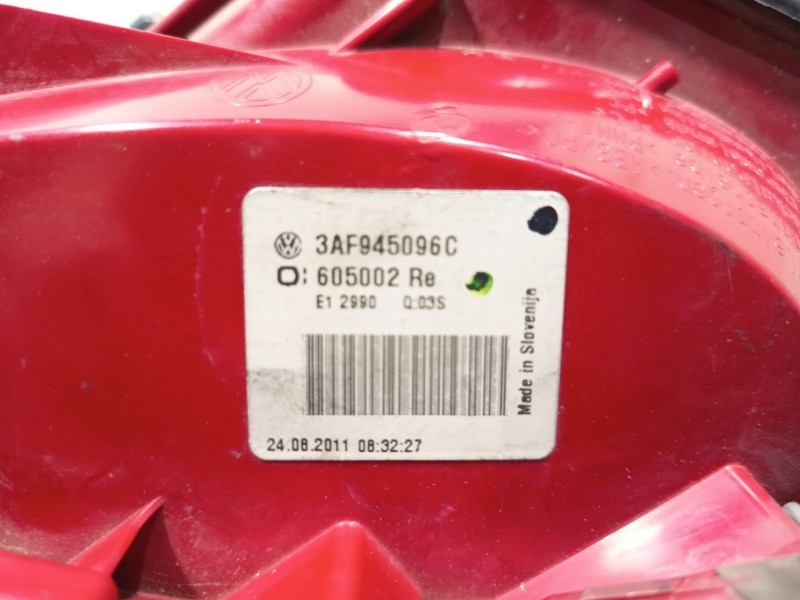 3AF945096C
O: 605002 Re
E1 2990 Q:03S
Made in Slovenija
24.08.2011 08:32:27